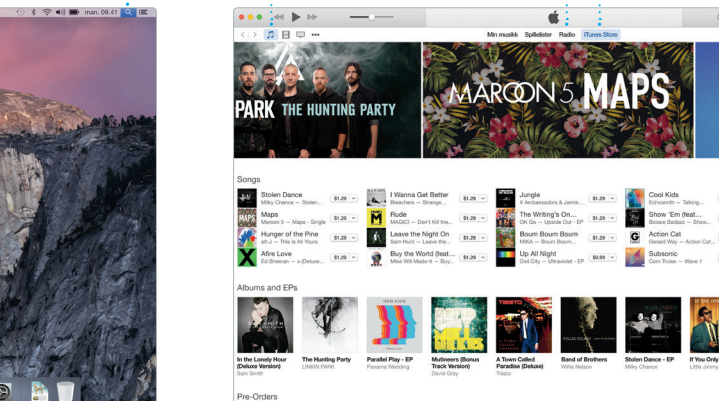 man. 09.41
Min musikk Spillelister Radio iTunes Store
PARK THE HUNTING PARTY
MAROON 5 MAPS
Songs
Stolen Dance
Milky Chance — Stolen...
$1.29
I Wanna Get Better
Bleachers — Strange...
$1.29
Jungle
X Ambassadors & Jamie...
$1.29
Cool Kids
Echosmith — Talking...
Maps
Maroon 5 — Maps - Single
$1.29
Rude
MAGIC! — Don't Kill the...
$1.29
The Writing's On...
OK Go — Upside Out - EP
$1.29
Show 'Em (feat...
Boosie Badazz — Show...
Hunger of the Pine
alt-J — This Is All Yours
$1.29
Leave the Night On
Sam Hunt — Leave the...
$1.29
Boum Boum Boum
MIKA — Boum Boum...
$1.29
Action Cat
Gerard Way — Action Cat...
Afire Love
Ed Sheeran — x (Deluxe...
$1.29
Buy the World (feat...
Mike Will Made-It — Buy...
$1.29
Up All Night
Owl City — Ultraviolet - EP
$0.89
Subsonic
Com Truise — Wave 1
Albums and EPs
In the Lonely Hour
(Deluxe Version)
Sam Smith
The Hunting Party
LINKIN PARK
Parallel Play - EP
Panama Wedding
Mutineers (Bonus
Track Version)
David Gray
A Town Called
Paradise (Deluxe)
Tiësto
Band of Brothers
Willie Nelson
Stolen Dance - EP
Milky Chance
If You Only
Little Jimmy
Pre-Orders